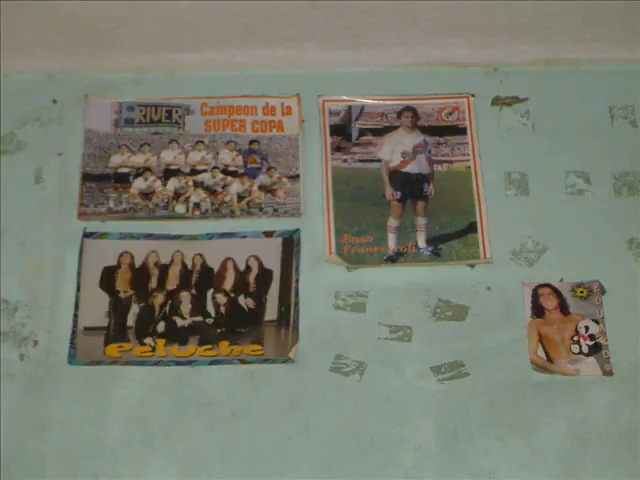 RIVER
Campeon de la
SUPER COPA
Enzo
Francescoli
Peluche